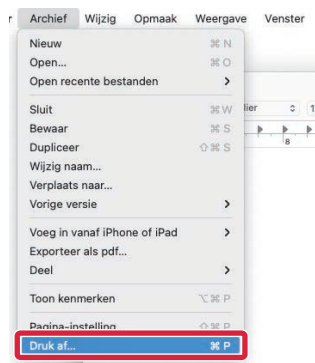 Archief Wijzig Opmaak Weergave Venster
Nieuw ⌘ N
Open... ⌘ O
Open recente bestanden >
Sluit ⌘ W
Bewaar ⌘ S
Dupliceer ⇧ ⌘ S
Wijzig naam...
Verplaats naar...
Vorige versie >
Voeg in vanaf iPhone of iPad >
Exporteer als pdf...
Deel >
Toon kenmerken ⌥ ⌘ P
Pagina-instelling ⇧ ⌘ P
Druk af... ⌘ P
8